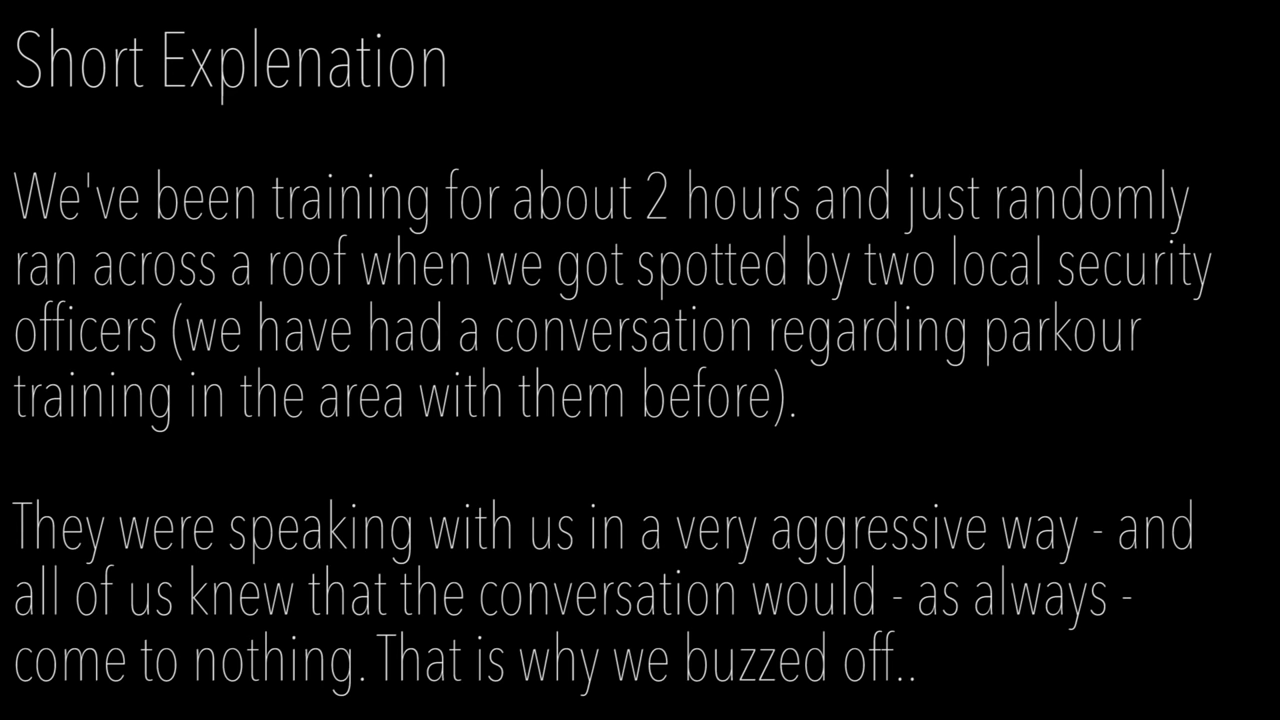 Short Explenation
We've been training for about 2 hours and just randomly
ran across a roof when we got spotted by two local security
officers (we have had a conversation regarding parkour
training in the area with them before).
They were speaking with us in a very aggressive way - and
all of us knew that the conversation would - as always -
come to nothing. That is why we buzzed off..